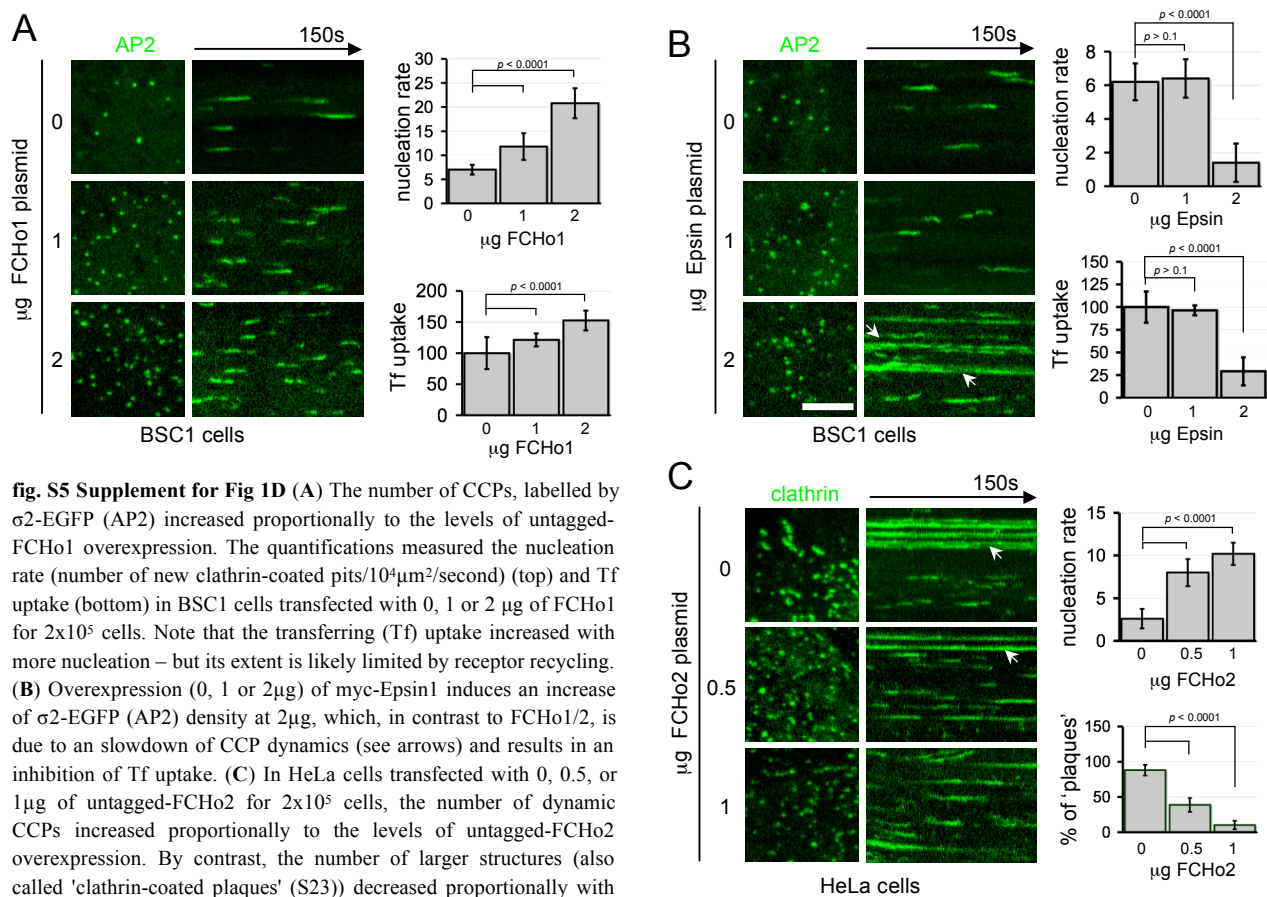 A
AP2
150s
μg FCHo1 plasmid
0
1
2
BSC1 cells
p < 0.0001
nucleation rate
30
25
20
15
10
5
0
0 1 2
μg FCHo1
p < 0.0001
Tf uptake
200
150
100
50
0
0 1 2
μg FCHo1
B
AP2
150s
μg Epsin plasmid
0
1
2
BSC1 cells
p < 0.0001
p > 0.1
nucleation rate
8
6
4
2
0
0 1 2
μg Epsin
p < 0.0001
p > 0.1
Tf uptake
150
125
100
75
50
25
0
0 1 2
μg Epsin
fig. S5 Supplement for Fig 1D (A) The number of CCPs, labelled by
σ2-EGFP (AP2) increased proportionally to the levels of untagged-
FCHo1 overexpression. The quantifications measured the nucleation
rate (number of new clathrin-coated pits/10⁴μm²/second) (top) and Tf
uptake (bottom) in BSC1 cells transfected with 0, 1 or 2 μg of FCHo1
for 2x10⁵ cells. Note that the transferring (Tf) uptake increased with
more nucleation – but its extent is likely limited by receptor recycling.
(B) Overexpression (0, 1 or 2μg) of myc-Epsin1 induces an increase
of σ2-EGFP (AP2) density at 2μg, which, in contrast to FCHo1/2, is
due to an slowdown of CCP dynamics (see arrows) and results in an
inhibition of Tf uptake. (C) In HeLa cells transfected with 0, 0.5, or
1μg of untagged-FCHo2 for 2x10⁵ cells, the number of dynamic
CCPs increased proportionally to the levels of untagged-FCHo2
overexpression. By contrast, the number of larger structures (also
called 'clathrin-coated plaques' (S23)) decreased proportionally with
C
clathrin
150s
μg FCHo2 plasmid
0
0.5
1
HeLa cells
p < 0.0001
nucleation rate
15
10
5
0
0 0.5 1
μg FCHo2
p < 0.0001
% of 'plaques'
150
100
50
0
0 0.5 1
μg FCHo2